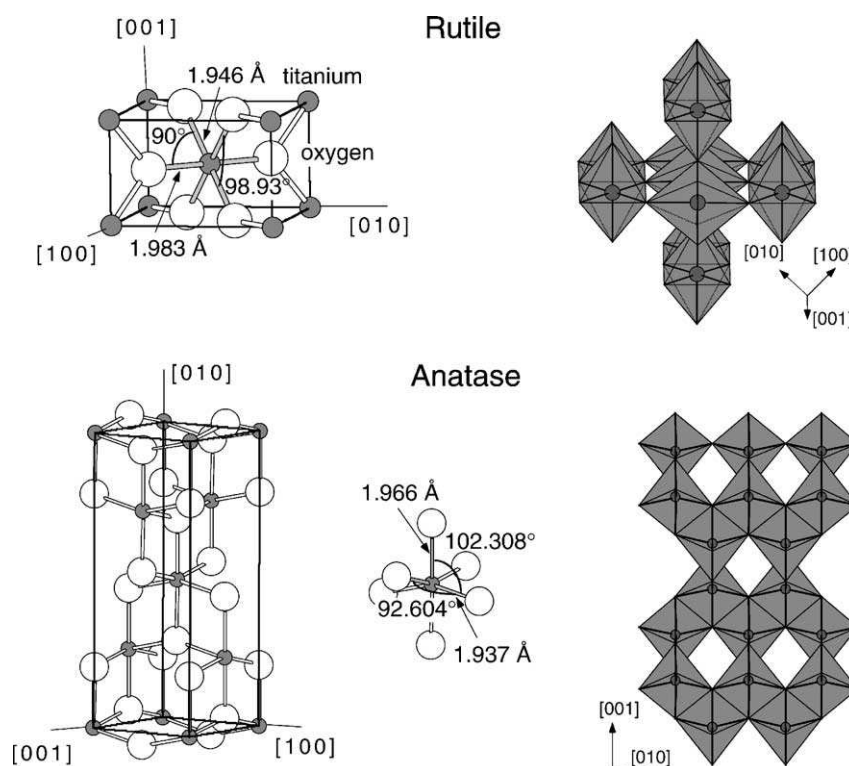 Rutile
[001]
1.946 Å
titanium
90°
oxygen
98.93°
[010]
[100]
1.983 Å
[010]
[100]
[001]
Anatase
[010]
1.966 Å
102.308°
92.604°
1.937 Å
[001]
[100]
[001]
[010]